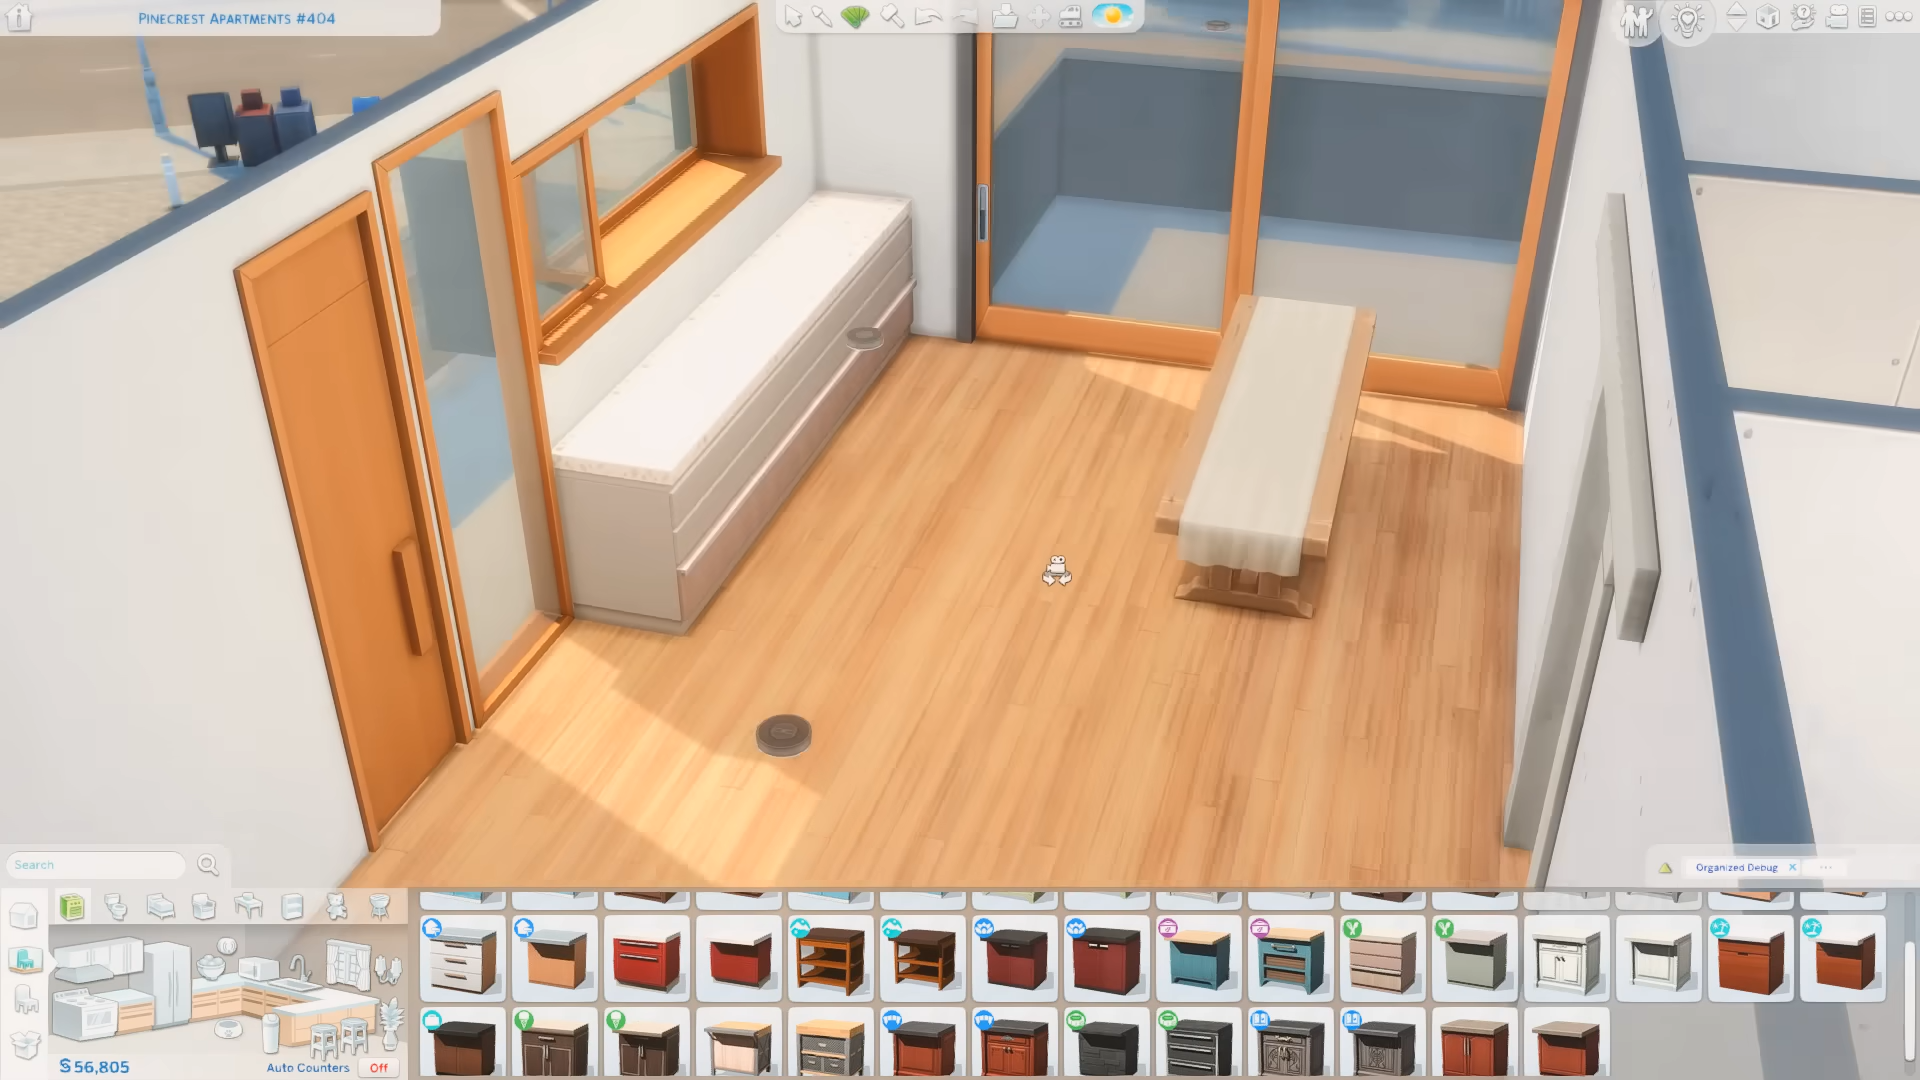 Pinecrest Apartments #404
Search
Organized Debug
§56,805
Auto Counters
Off